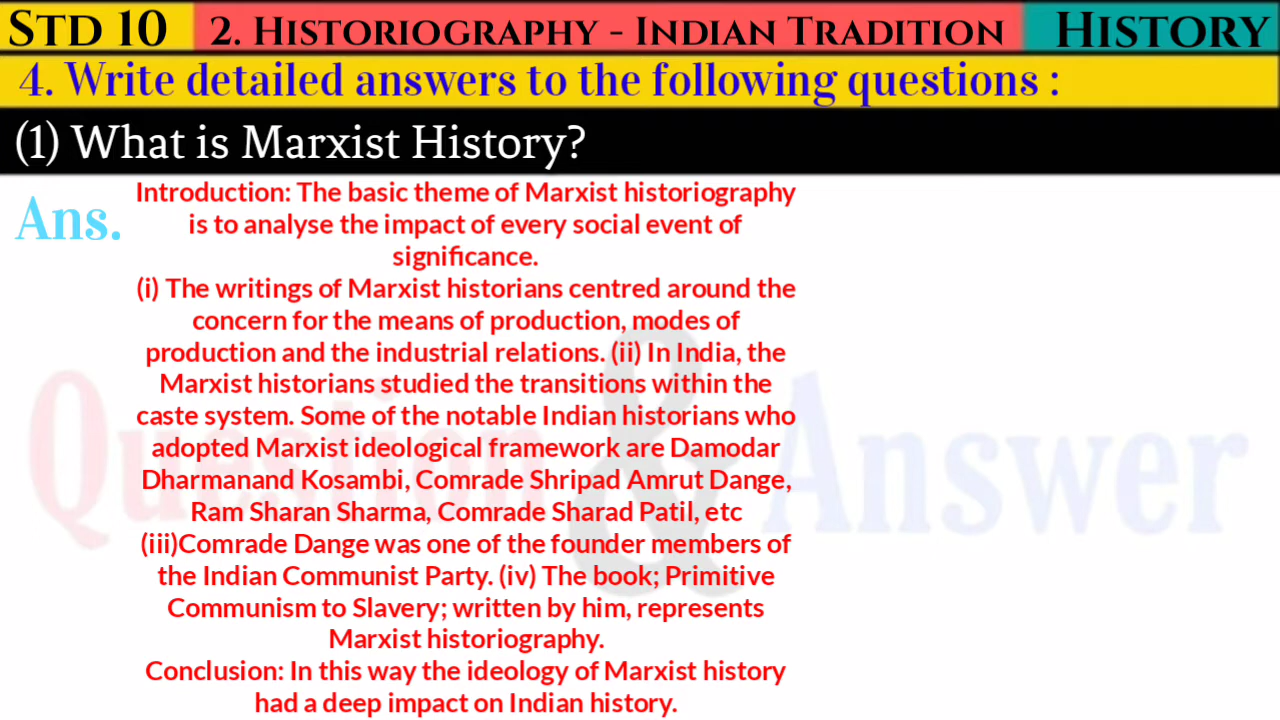 STD 10 2. HISTORIOGRAPHY - INDIAN TRADITION HISTORY
4. Write detailed answers to the following questions :
(1) What is Marxist History?
Ans.
Introduction: The basic theme of Marxist historiography
is to analyse the impact of every social event of
significance.
(i) The writings of Marxist historians centred around the
concern for the means of production, modes of
production and the industrial relations. (ii) In India, the
Marxist historians studied the transitions within the
caste system. Some of the notable Indian historians who
adopted Marxist ideological framework are Damodar
Dharmanand Kosambi, Comrade Shripad Amrut Dange,
Ram Sharan Sharma, Comrade Sharad Patil, etc
(iii)Comrade Dange was one of the founder members of
the Indian Communist Party. (iv) The book; Primitive
Communism to Slavery; written by him, represents
Marxist historiography.
Conclusion: In this way the ideology of Marxist history
had a deep impact on Indian history.
Question & Answer